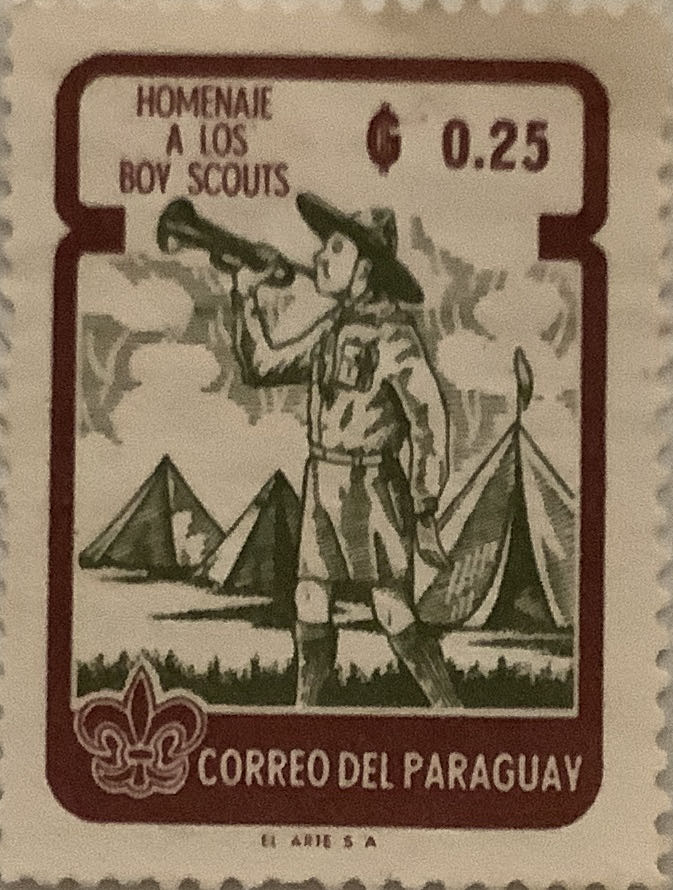 HOMENAJE
A LOS
BOY SCOUTS
₲ 0.25
CORREO DEL PARAGUAY
EL ARTE S A